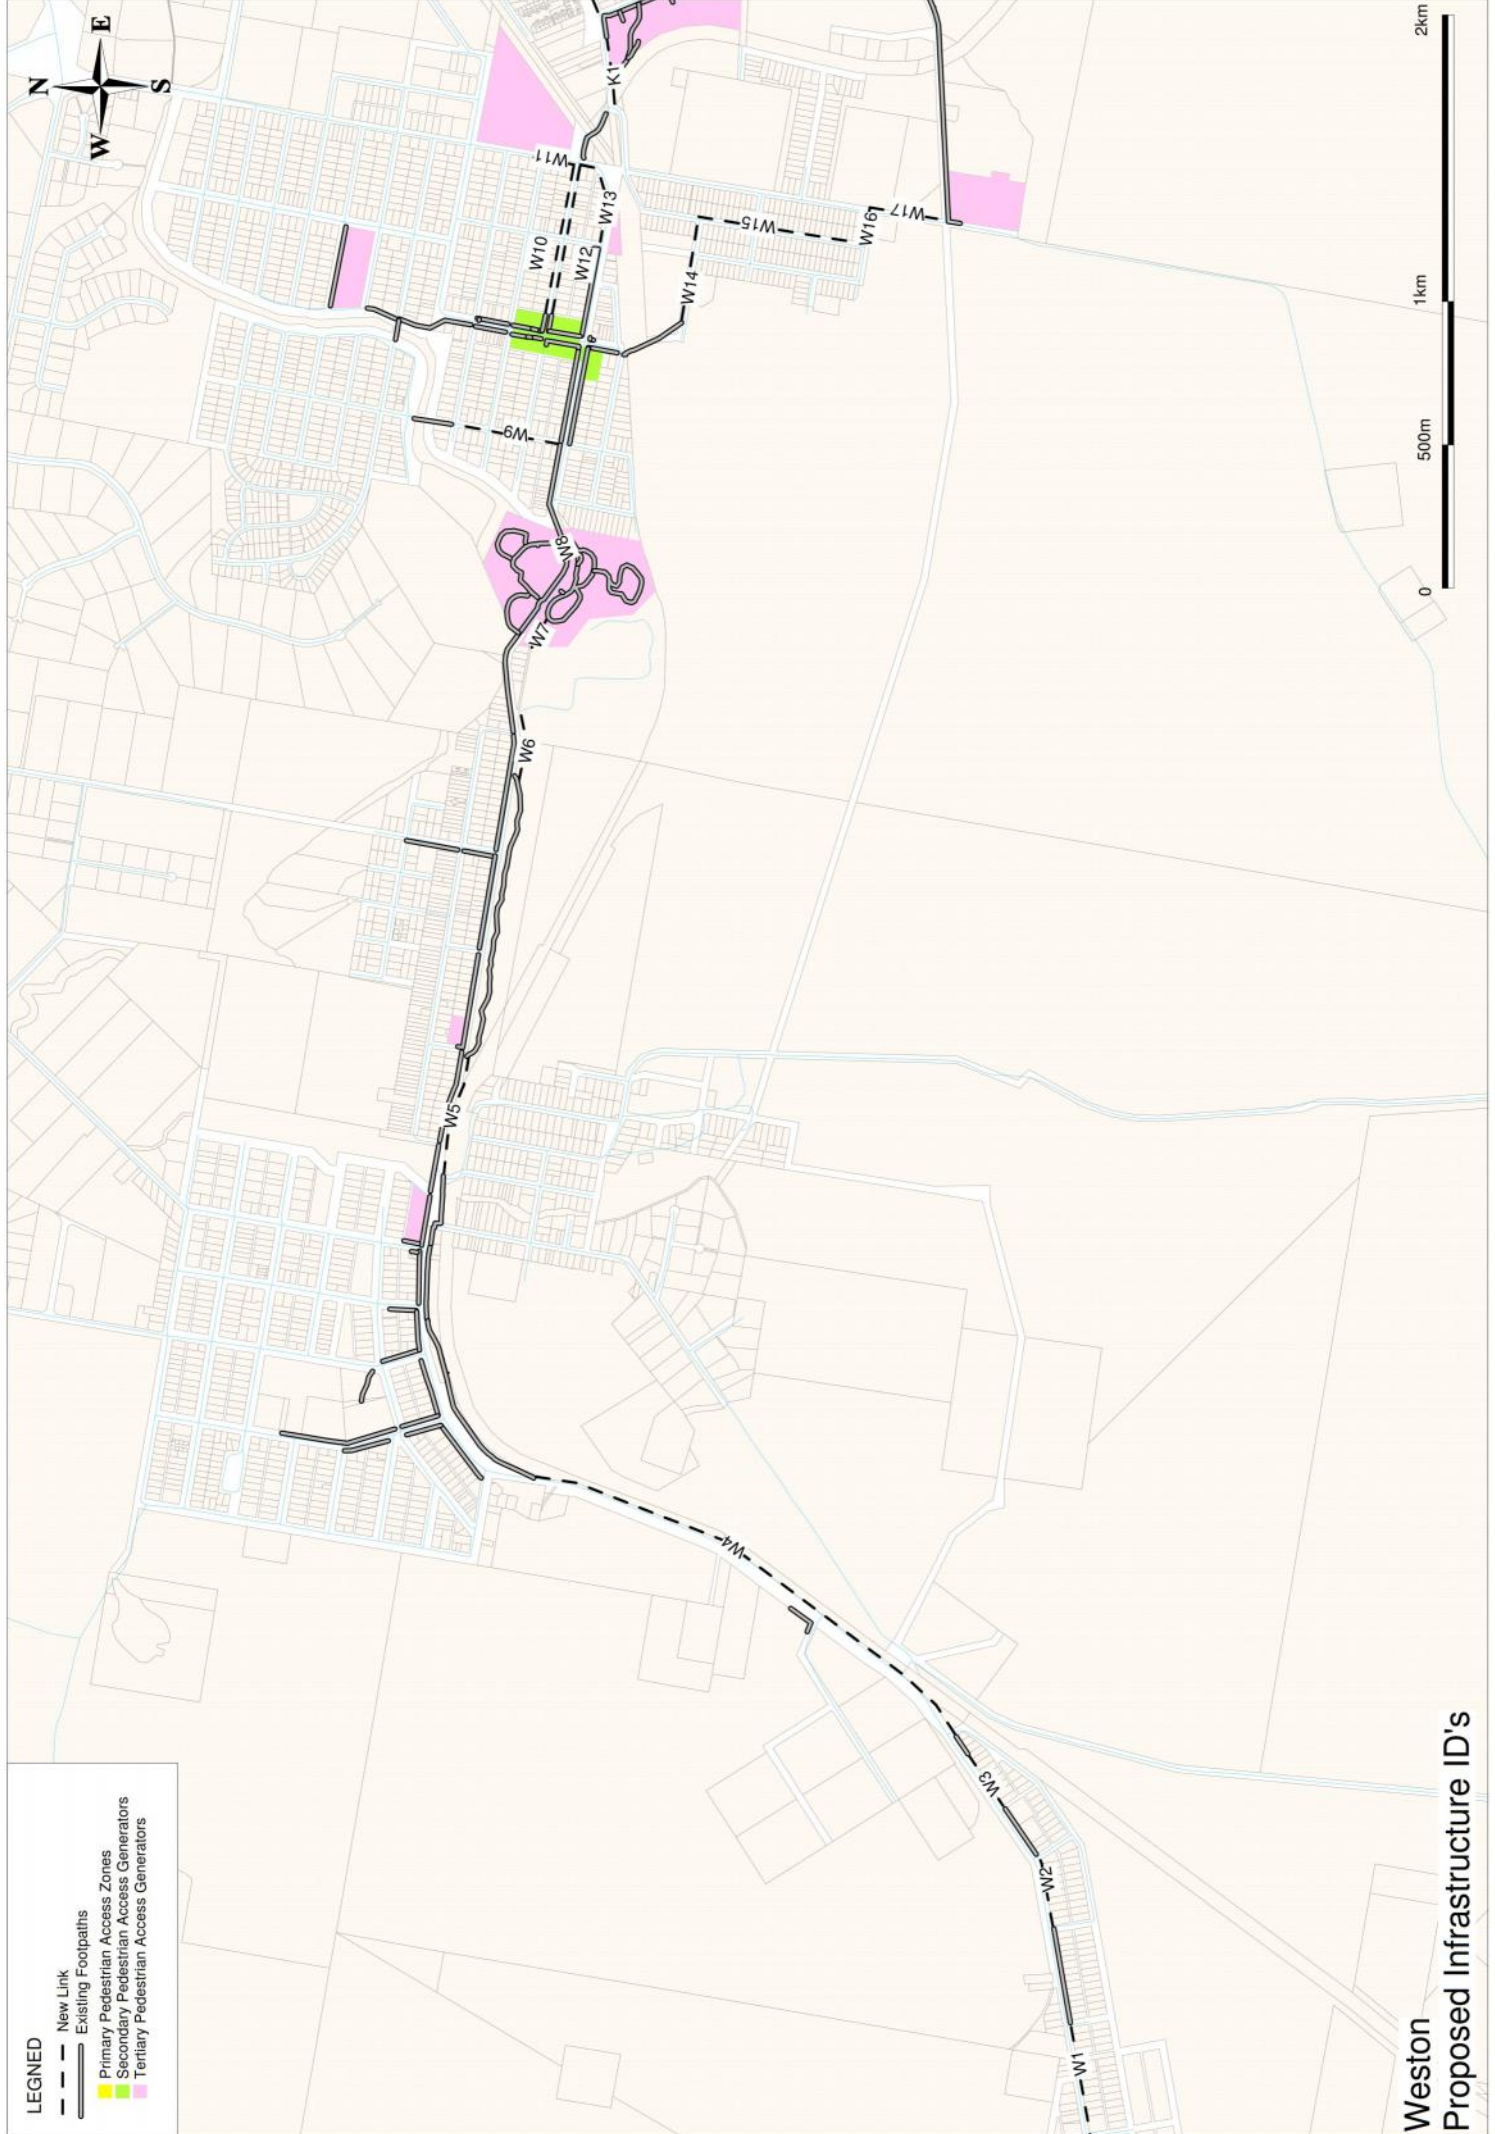 LEGNED
New Link
Existing Footpaths
Primary Pedestrian Access Zones
Secondary Pedestrian Access Generators
Tertiary Pedestrian Access Generators
N
E
S
W
W1
W2
W3
W4
W5
W6
W7
W8
W9
W10
W11
W12
W13
W14
W15
W16
W17
K1
0
500m
1km
2km
Weston
Proposed Infrastructure ID's